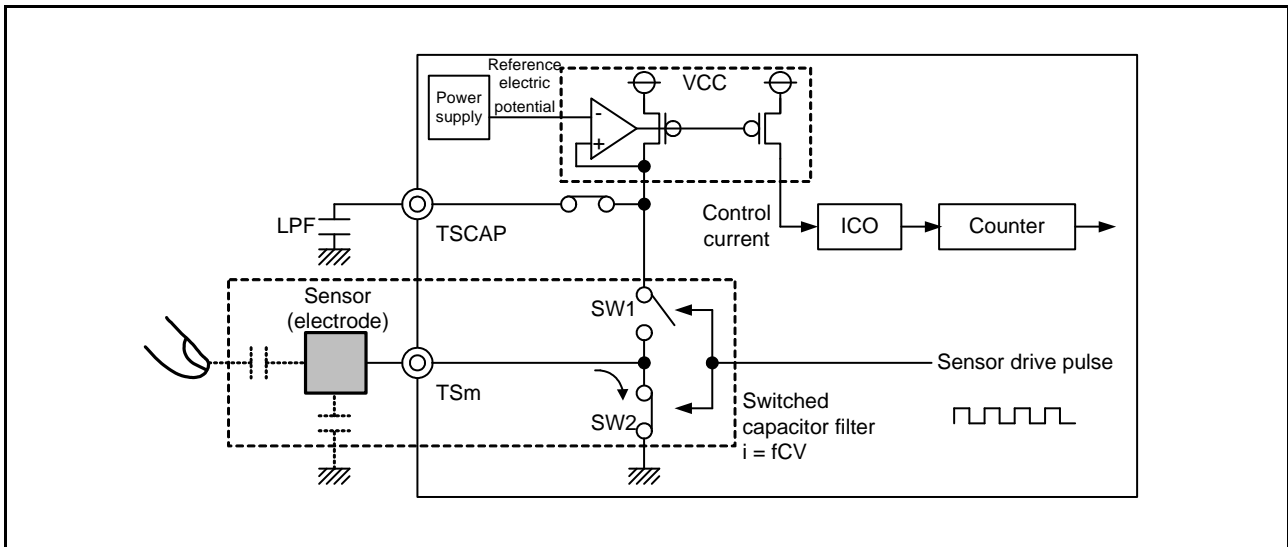 Reference
electric
potential
Power
supply
VCC
-
+
LPF
TSCAP
Control
current
ICO
Counter
Sensor
(electrode)
SW1
TSm
SW2
Sensor drive pulse
Switched
capacitor filter
i = fCV